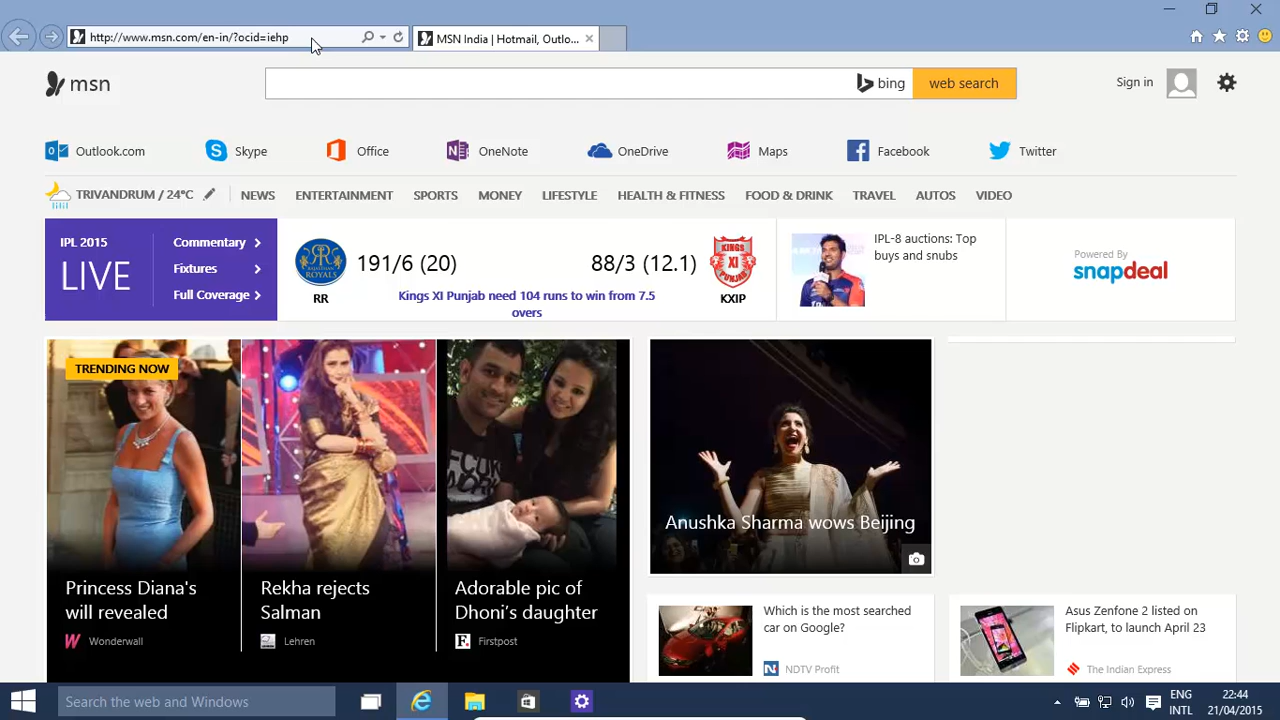 http://www.msn.com/en-in/?ocid=iehp
MSN India | Hotmail, Outlo...
msn
bing
web search
Sign in
Outlook.com
Skype
Office
OneNote
OneDrive
Maps
Facebook
Twitter
TRIVANDRUM / 24°C
NEWS
ENTERTAINMENT
SPORTS
MONEY
LIFESTYLE
HEALTH & FITNESS
FOOD & DRINK
TRAVEL
AUTOS
VIDEO
IPL 2015
LIVE
Commentary
Fixtures
Full Coverage
RAJASTHAN
ROYALS
RR
191/6 (20)
88/3 (12.1)
Kings XI Punjab need 104 runs to win from 7.5
overs
KINGS
XI
PUNJAB
KXIP
IPL-8 auctions: Top
buys and snubs
Powered By
snapdeal
TRENDING NOW
Princess Diana's
will revealed
Wonderwall
Rekha rejects
Salman
Lehren
Adorable pic of
Dhoni's daughter
Firstpost
Anushka Sharma wows Beijing
Which is the most searched
car on Google?
NDTV Profit
Asus Zenfone 2 listed on
Flipkart, to launch April 23
The Indian Express
Search the web and Windows
ENG
INTL
22:44
21/04/2015